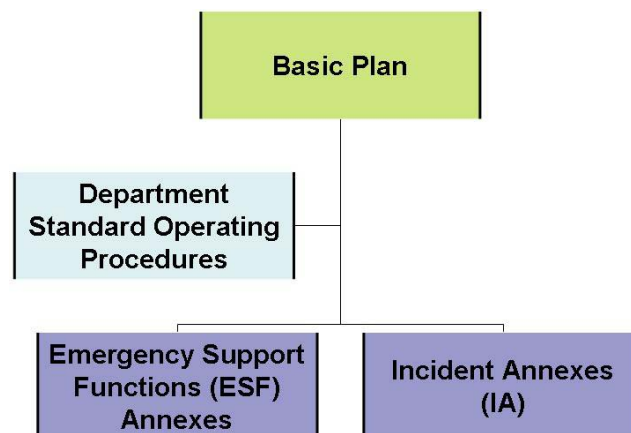 Basic Plan
Department
Standard Operating
Procedures
Emergency Support
Functions (ESF)
Annexes
Incident Annexes
(IA)